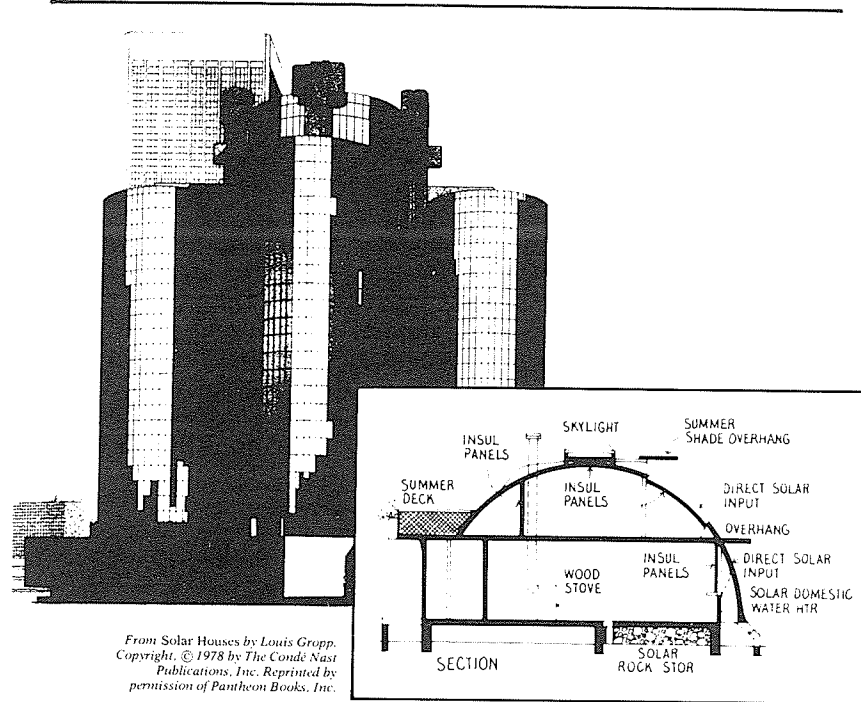 INSUL
PANELS
SKYLIGHT
SUMMER
SHADE OVERHANG
SUMMER
DECK
INSUL
PANELS
DIRECT SOLAR
INPUT
OVERHANG
INSUL
PANELS
DIRECT SOLAR
INPUT
WOOD
STOVE
SOLAR DOMESTIC
WATER HTR
SECTION
SOLAR
ROCK STOR
From Solar Houses by Louis Gropp.
Copyright, © 1978 by The Condé Nast
Publications, Inc. Reprinted by
permission of Pantheon Books, Inc.